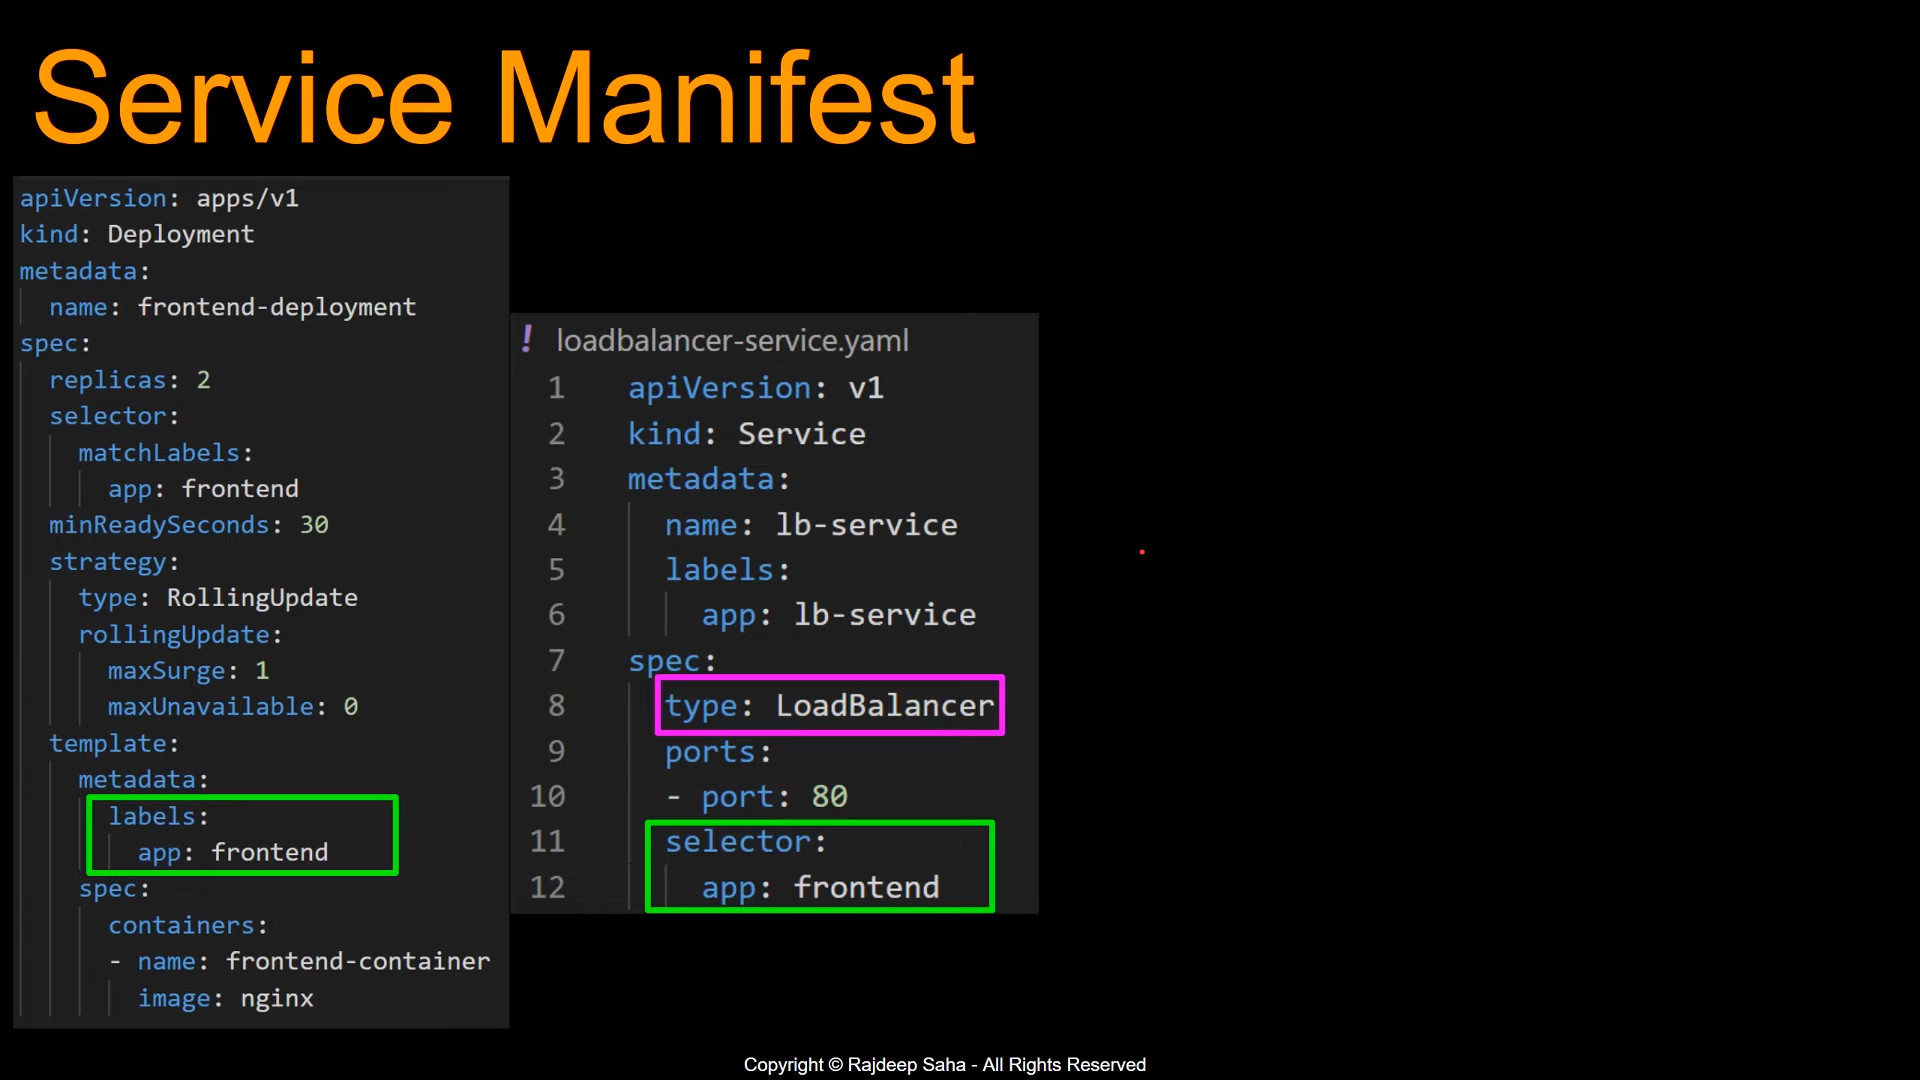 Service Manifest
apiVersion: apps/v1
kind: Deployment
metadata:
  name: frontend-deployment
spec:
  replicas: 2
  selector:
    matchLabels:
      app: frontend
  minReadySeconds: 30
  strategy:
    type: RollingUpdate
    rollingUpdate:
      maxSurge: 1
      maxUnavailable: 0
  template:
    metadata:
      labels:
        app: frontend
    spec:
      containers:
      - name: frontend-container
        image: nginx
! loadbalancer-service.yaml
1 apiVersion: v1
2 kind: Service
3 metadata:
4   name: lb-service
5   labels:
6     app: lb-service
7 spec:
8   type: LoadBalancer
9   ports:
10   - port: 80
11   selector:
12     app: frontend
Copyright © Rajdeep Saha - All Rights Reserved